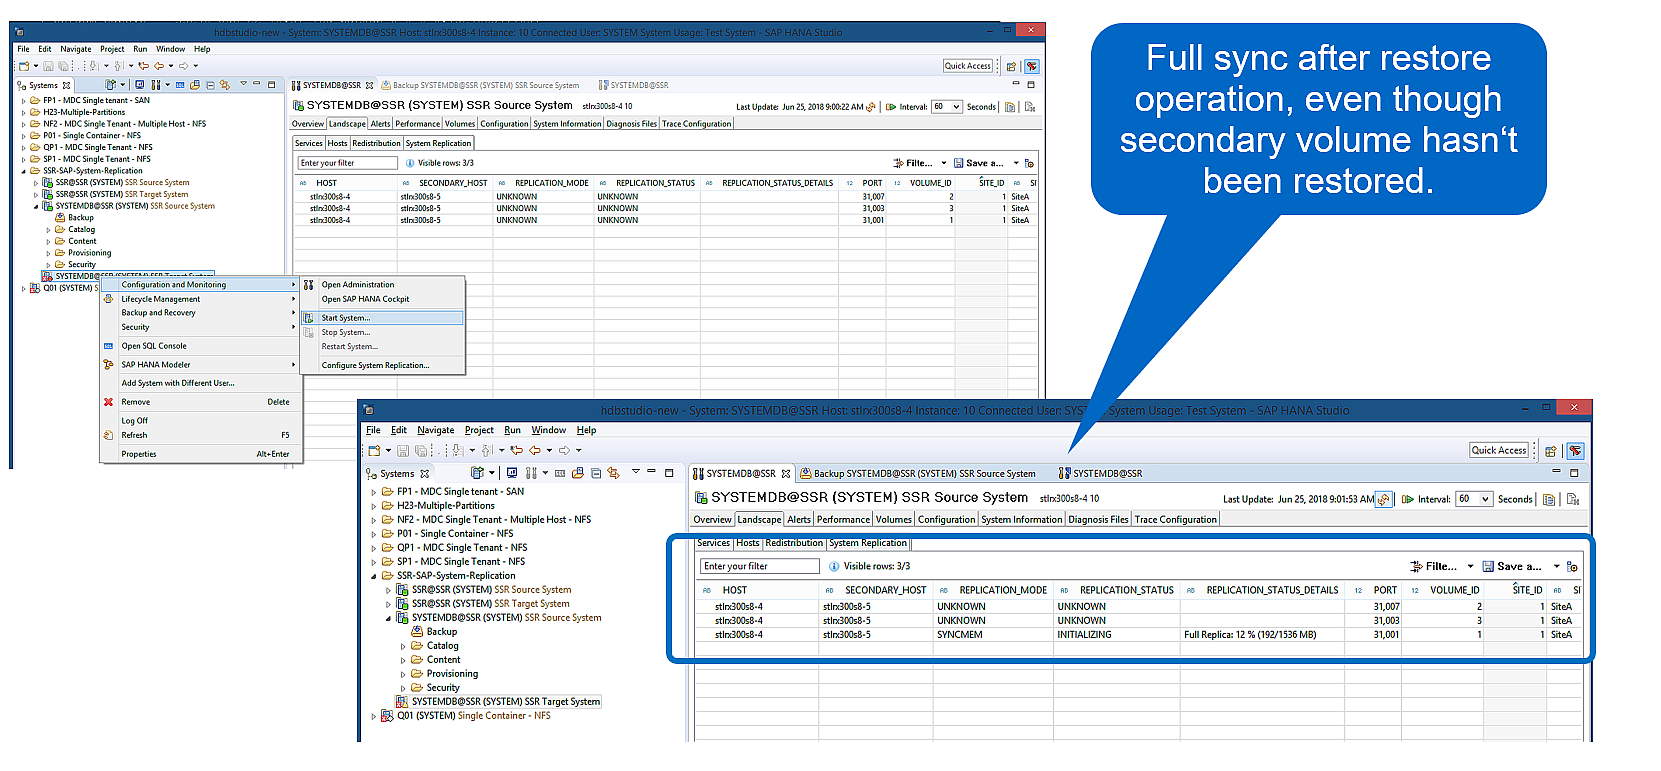 hdbstudio-new - System: SYSTEMDB@SSR Host: stlrx300s8-4 Instance: 10 Connected User: SYSTEM System Usage: Test System - SAP HANA Studio
File Edit Navigate Project Run Window Help
Quick Access
Systems
FP1 - MDC Single tenant - SAN
H23-Multiple-Partitions
NF2 - MDC Single Tenant - Multiple Host - NFS
P01 - Single Container - NFS
QP1 - MDC Single Tenant - NFS
SP1 - MDC Single Tenant - NFS
SSR-SAP-System-Replication
SSR@SSR (SYSTEM) SSR Source System
SSR@SSR (SYSTEM) SSR Target System
SYSTEMDB@SSR (SYSTEM) SSR Source System
Backup
Catalog
Content
Provisioning
Security
SYSTEMDB@SSR (SYSTEM) SSR Target System
Q01 (SYSTEM) S
Configuration and Monitoring
Lifecycle Management
Backup and Recovery
Security
Open SQL Console
SAP HANA Modeler
Add System with Different User...
Remove Delete
Log Off
Refresh F5
Properties Alt+Enter
Open Administration
Open SAP HANA Cockpit
Start System...
Stop System...
Restart System...
Configure System Replication...
SYSTEMDB@SSR Backup SYSTEMDB@SSR (SYSTEM) SSR Source System SYSTEMDB@SSR
SYSTEMDB@SSR (SYSTEM) SSR Source System stlrx300s8-4 10
Last Update: Jun 25, 2018 9:00:22 AM Interval: 60 Seconds
Overview Landscape Alerts Performance Volumes Configuration System Information Diagnosis Files Trace Configuration
Services Hosts Redistribution System Replication
Enter your filter Visible rows: 3/3 Filte... Save a...
HOST SECONDARY_HOST REPLICATION_MODE REPLICATION_STATUS REPLICATION_STATUS_DETAILS PORT VOLUME_ID SITE_ID SI
stlrx300s8-4 stlrx300s8-5 UNKNOWN UNKNOWN 31,007 2 1 SiteA
stlrx300s8-4 stlrx300s8-5 UNKNOWN UNKNOWN 31,003 3 1 SiteA
stlrx300s8-4 stlrx300s8-5 UNKNOWN UNKNOWN 31,001 1 1 SiteA
Full sync after restore
operation, even though
secondary volume hasn‘t
been restored.
hdbstudio-new - System: SYSTEMDB@SSR Host: stlrx300s8-4 Instance: 10 Connected User: SYSTEM System Usage: Test System - SAP HANA Studio
File Edit Navigate Project Run Window Help
Quick Access
Systems
FP1 - MDC Single tenant - SAN
H23-Multiple-Partitions
NF2 - MDC Single Tenant - Multiple Host - NFS
P01 - Single Container - NFS
QP1 - MDC Single Tenant - NFS
SP1 - MDC Single Tenant - NFS
SSR-SAP-System-Replication
SSR@SSR (SYSTEM) SSR Source System
SSR@SSR (SYSTEM) SSR Target System
SYSTEMDB@SSR (SYSTEM) SSR Source System
Backup
Catalog
Content
Provisioning
Security
SYSTEMDB@SSR (SYSTEM) SSR Target System
Q01 (SYSTEM) Single Container - NFS
SYSTEMDB@SSR Backup SYSTEMDB@SSR (SYSTEM) SSR Source System SYSTEMDB@SSR
SYSTEMDB@SSR (SYSTEM) SSR Source System stlrx300s8-4 10
Last Update: Jun 25, 2018 9:01:53 AM Interval: 60 Seconds
Overview Landscape Alerts Performance Volumes Configuration System Information Diagnosis Files Trace Configuration
Services Hosts Redistribution System Replication
Enter your filter Visible rows: 3/3 Filte... Save a...
HOST SECONDARY_HOST REPLICATION_MODE REPLICATION_STATUS REPLICATION_STATUS_DETAILS PORT VOLUME_ID SITE_ID SI
stlrx300s8-4 stlrx300s8-5 UNKNOWN UNKNOWN 31,007 2 1 SiteA
stlrx300s8-4 stlrx300s8-5 UNKNOWN UNKNOWN 31,003 3 1 SiteA
stlrx300s8-4 stlrx300s8-5 SYNCMEM INITIALIZING Full Replica: 12 % (192/1536 MB) 31,001 1 1 SiteA